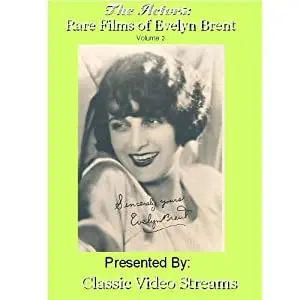 The Actors:
Rare Films of Evelyn Brent
Volume 2
Sincerely yours
Evelyn Brent
Presented By:
Classic Video Streams